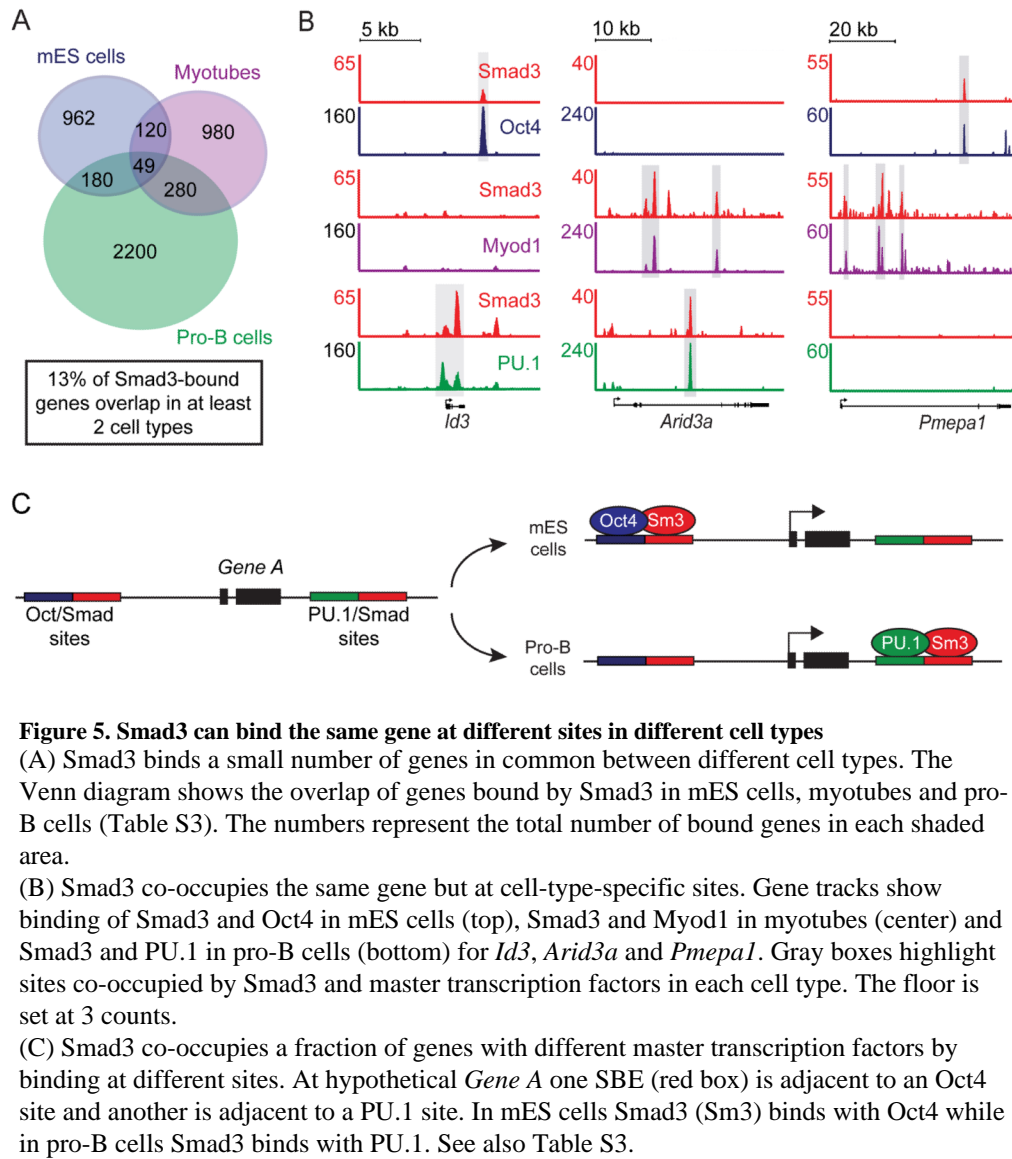 A
mES cells
Myotubes
962
120
980
49
180
280
2200
Pro-B cells
13% of Smad3-bound
genes overlap in at least
2 cell types
B
5 kb
10 kb
20 kb
65
Smad3
40
55
160
Oct4
240
60
65
Smad3
40
55
160
Myod1
240
60
65
Smad3
40
55
160
PU.1
240
60
Id3
Arid3a
Pmepa1
C
Gene A
Oct/Smad
sites
PU.1/Smad
sites
mES
cells
Oct4
Sm3
Pro-B
cells
PU.1
Sm3
Figure 5. Smad3 can bind the same gene at different sites in different cell types
(A) Smad3 binds a small number of genes in common between different cell types. The
Venn diagram shows the overlap of genes bound by Smad3 in mES cells, myotubes and pro-
B cells (Table S3). The numbers represent the total number of bound genes in each shaded
area.
(B) Smad3 co-occupies the same gene but at cell-type-specific sites. Gene tracks show
binding of Smad3 and Oct4 in mES cells (top), Smad3 and Myod1 in myotubes (center) and
Smad3 and PU.1 in pro-B cells (bottom) for Id3, Arid3a and Pmepa1. Gray boxes highlight
sites co-occupied by Smad3 and master transcription factors in each cell type. The floor is
set at 3 counts.
(C) Smad3 co-occupies a fraction of genes with different master transcription factors by
binding at different sites. At hypothetical Gene A one SBE (red box) is adjacent to an Oct4
site and another is adjacent to a PU.1 site. In mES cells Smad3 (Sm3) binds with Oct4 while
in pro-B cells Smad3 binds with PU.1. See also Table S3.